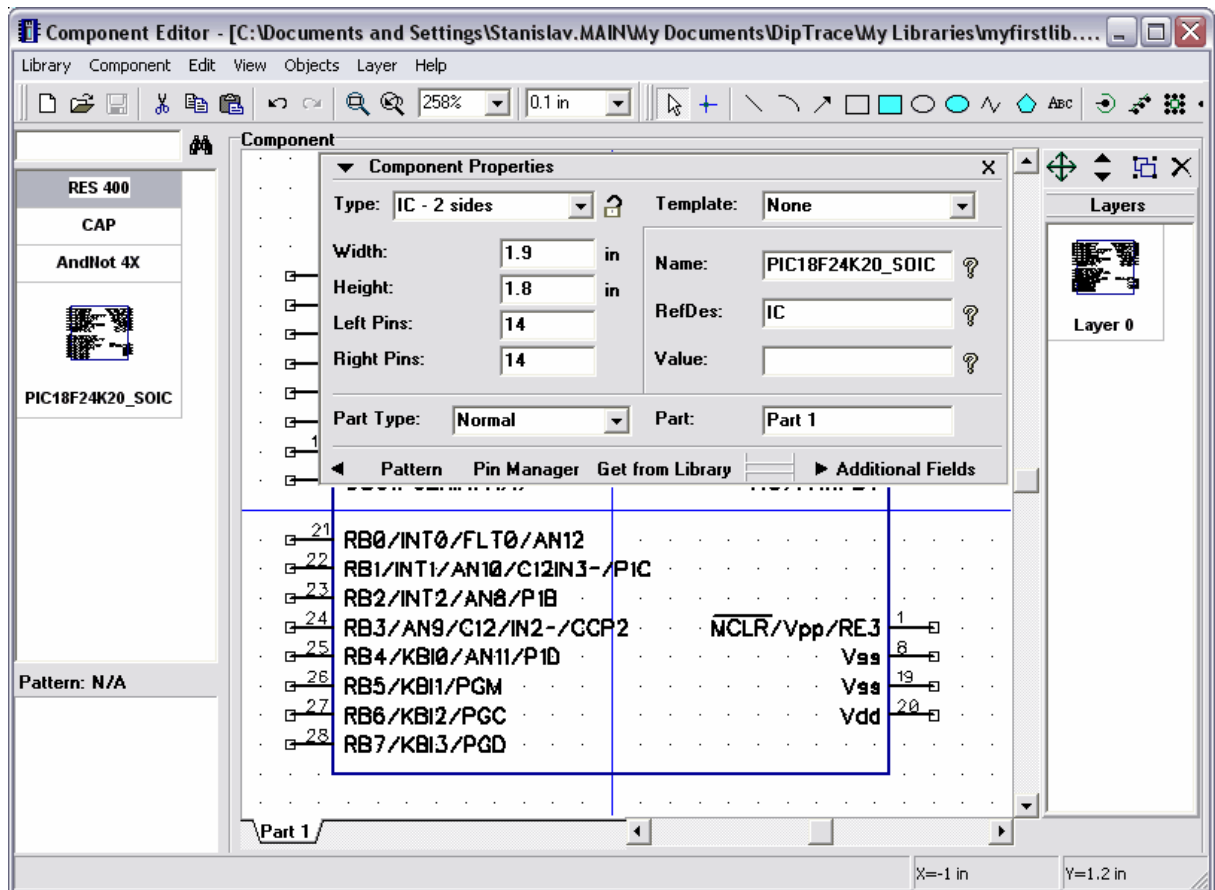 Component Editor - [C:\Documents and Settings\Stanislav.MAIN\My Documents\DipTrace\My Libraries\myfirstlib....
Library Component Edit View Objects Layer Help
258% 0.1 in ABC
Component
Component Properties X
RES 400
CAP
AndNot 4X
PIC18F24K20_SOIC
Type: IC - 2 sides Template: None
Width: 1.9 in
Height: 1.8 in
Left Pins: 14
Right Pins: 14
Name: PIC18F24K20_SOIC
RefDes: IC
Value:
Part Type: Normal Part: Part 1
Pattern Pin Manager Get from Library Additional Fields
Layers
Layer 0
21 RB0/INT0/FLT0/AN12
22 RB1/INT1/AN10/C12IN3-/P1C
23 RB2/INT2/AN8/P1B
24 RB3/AN9/C12/IN2-/CCP2 MCLR/Vpp/RE3 1
25 RB4/KBI0/AN11/P1D Vss 8
26 RB5/KBI1/PGM Vss 19
27 RB6/KBI2/PGC Vdd 20
28 RB7/KBI3/PGD
Pattern: N/A
Part 1
X=-1 in Y=1.2 in